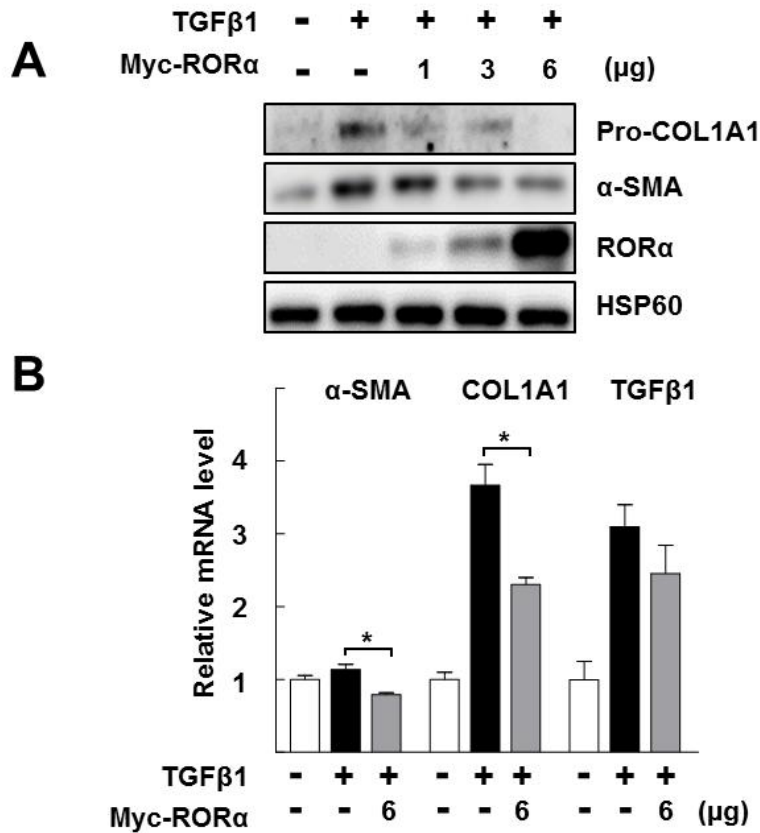 TGFβ1 - + + + +
A
Myc-RORα - - 1 3 6 (µg)
Pro-COL1A1
α-SMA
RORα
HSP60
B
α-SMA COL1A1 TGFβ1
Relative mRNA level
4
3
2
1
*
*
TGFβ1 - + + - + + - + +
Myc-RORα - - 6 - - 6 - - 6 (µg)